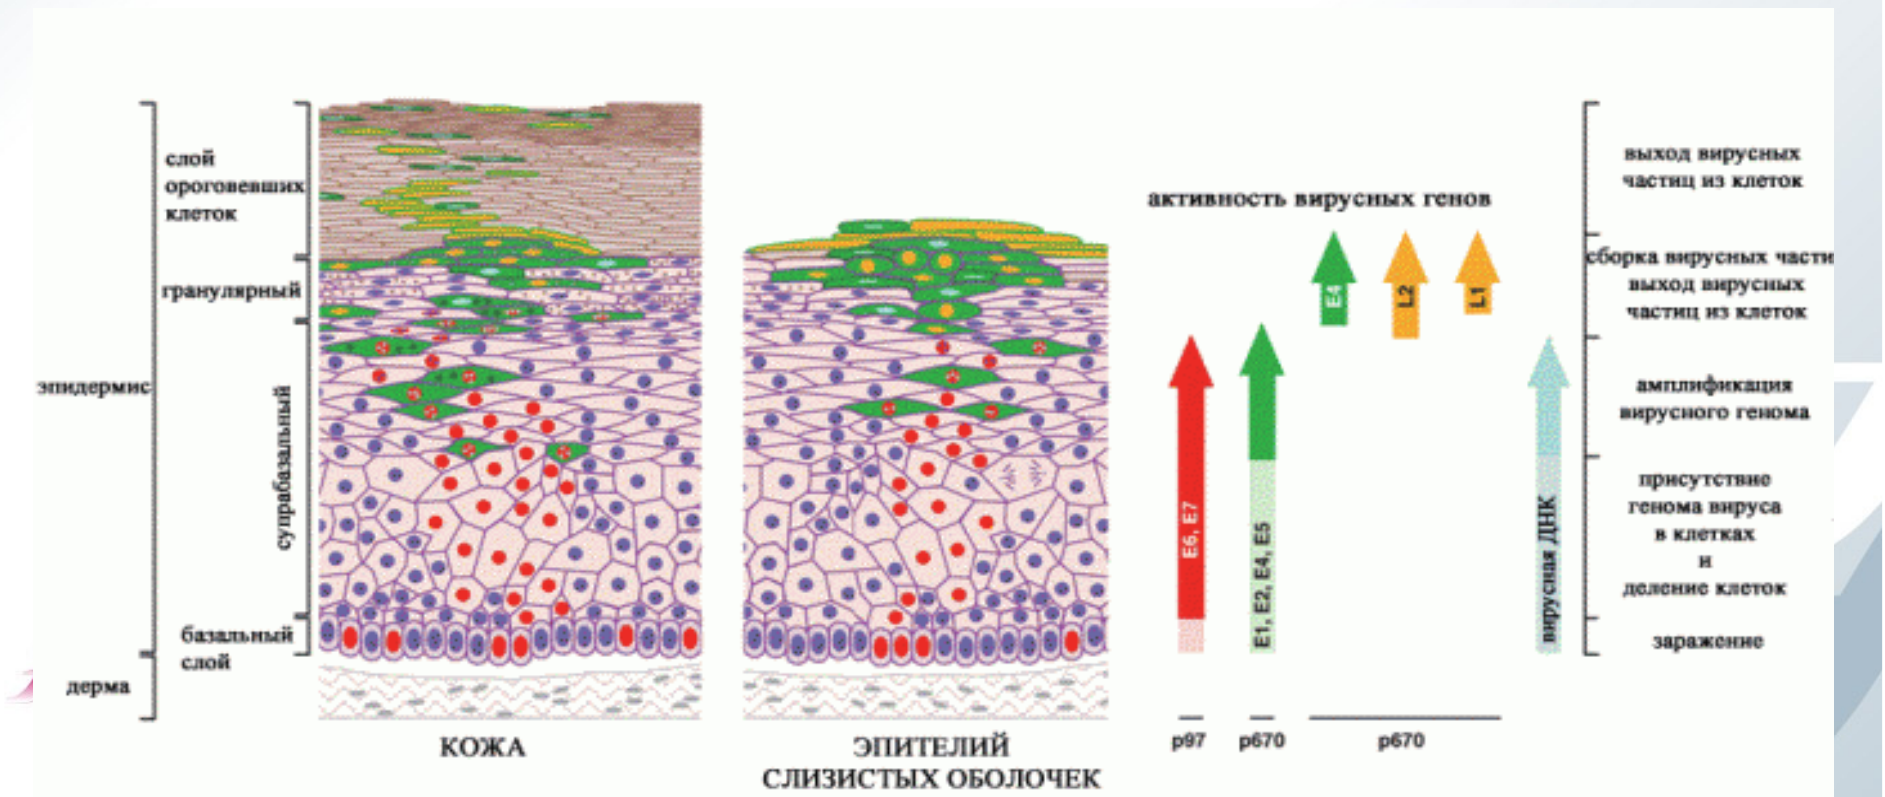 слой
ороговевших
клеток
гранулярный
эпидермис
супрабазальный
базальный
слой
дерма
КОЖА
ЭПИТЕЛИЙ
СЛИЗИСТЫХ ОБОЛОЧЕК
активность вирусных генов
E6, E7
E1, E2, E4, E5
E4
L2
L1
вирусная ДНК
p97
p670
p670
выход вирусных
частиц из клеток
сборка вирусных части
выход вирусных
частиц из клеток
амплификация
вирусного генома
присутствие
генома вируса
в клетках
и
деление клеток
заражение